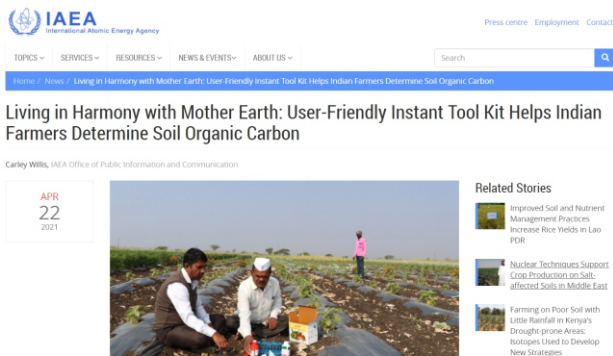 IAEA
International Atomic Energy Agency
Press centre Employment Contact
TOPICS SERVICES RESOURCES NEWS & EVENTS ABOUT US
Search
Home / News / Living in Harmony with Mother Earth: User-Friendly Instant Tool Kit Helps Indian Farmers Determine Soil Organic Carbon
Living in Harmony with Mother Earth: User-Friendly Instant Tool Kit Helps Indian
Farmers Determine Soil Organic Carbon
Carley Willis, IAEA Office of Public Information and Communication
APR
22
2021
Related Stories
Improved Soil and Nutrient
Management Practices
Increase Rice Yields in Lao
PDR
Nuclear Techniques Support
Crop Production on Salt-
affected Soils in Middle East
Farming on Poor Soil with
Little Rainfall in Kenya's
Drought-prone Areas:
Isotopes Used to Develop
New Strategies